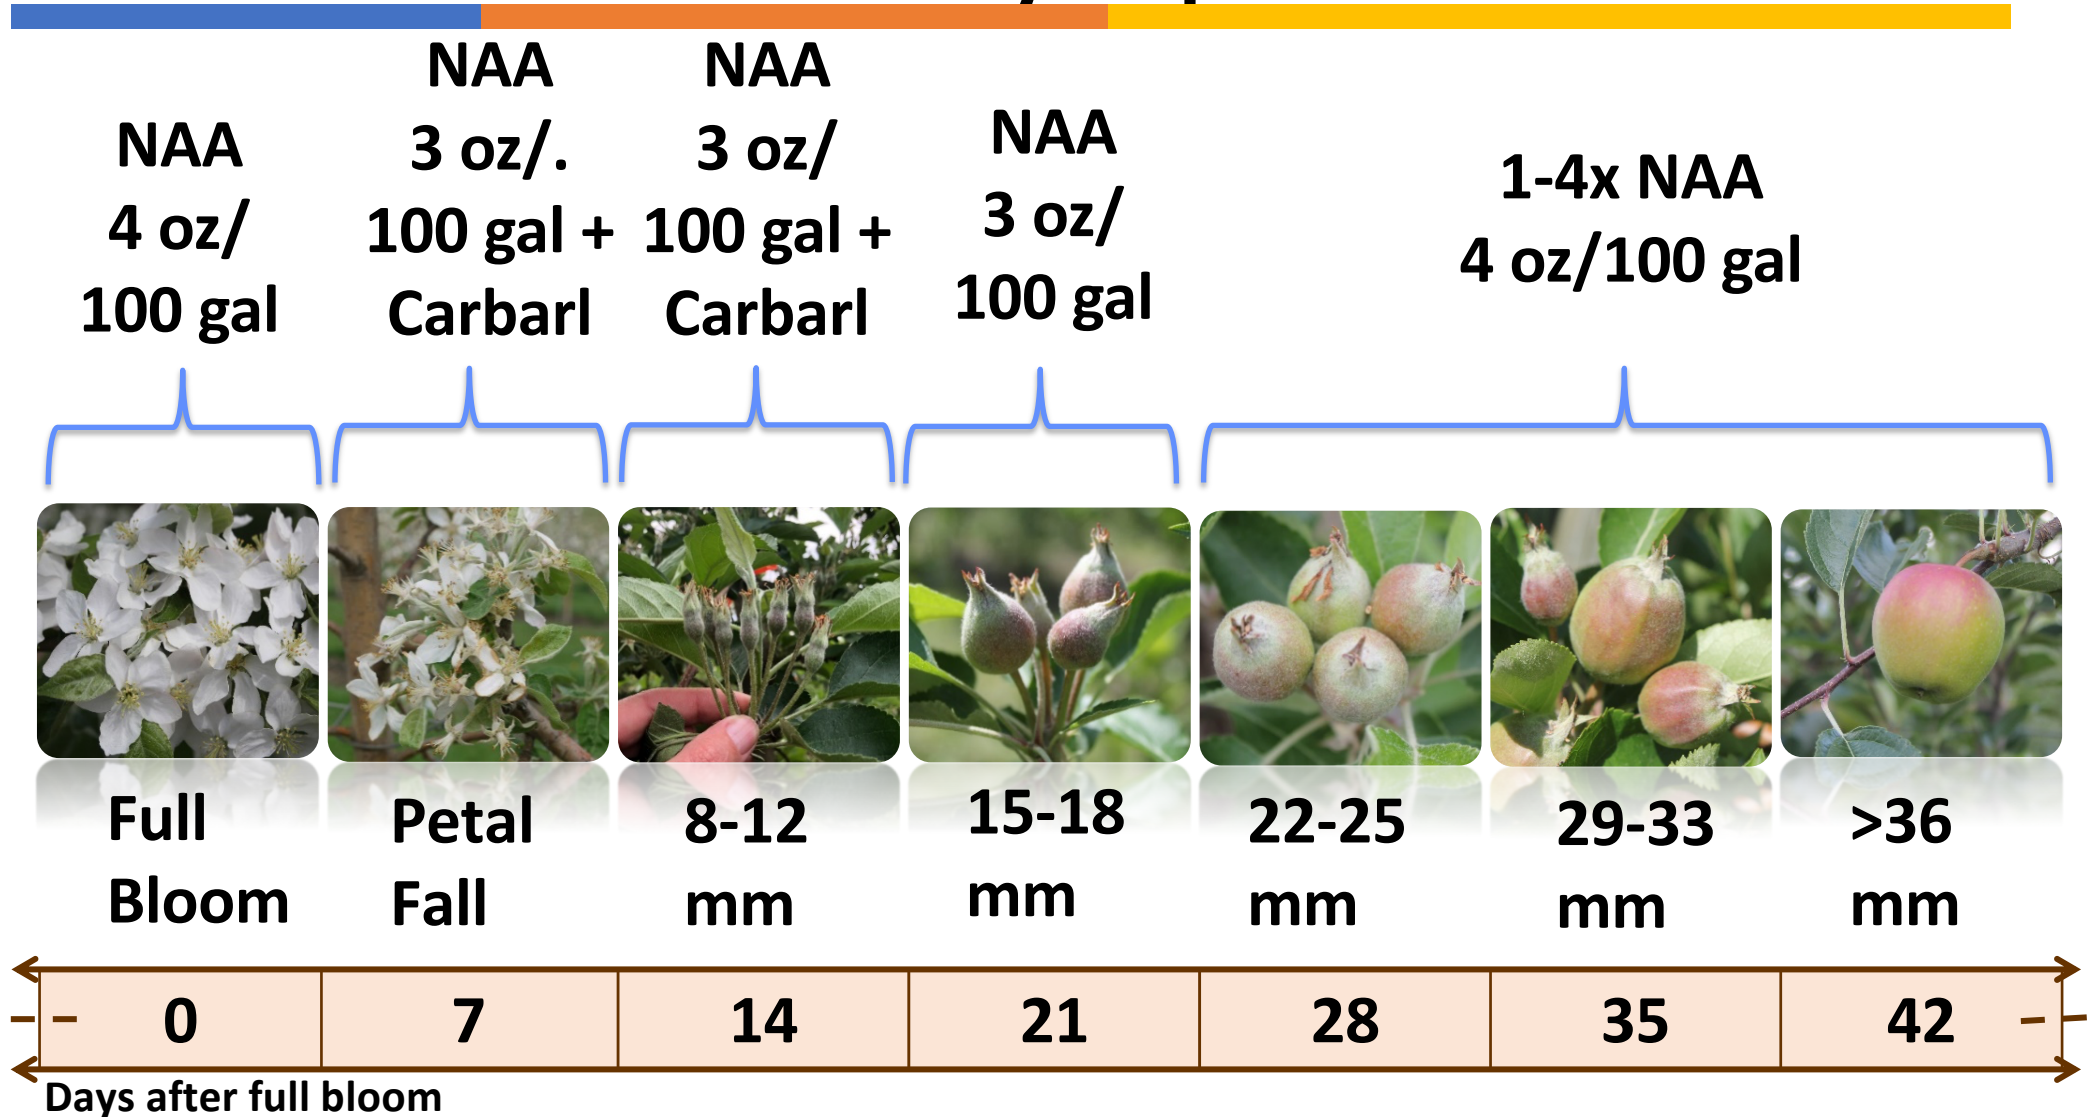 NAA
4 oz/
100 gal
NAA
3 oz/.
100 gal +
Carbarl
NAA
3 oz/
100 gal +
Carbarl
NAA
3 oz/
100 gal
1-4x NAA
4 oz/100 gal
Full
Bloom
Petal
Fall
8-12
mm
15-18
mm
22-25
mm
29-33
mm
>36
mm
0 7 14 21 28 35 42
Days after full bloom